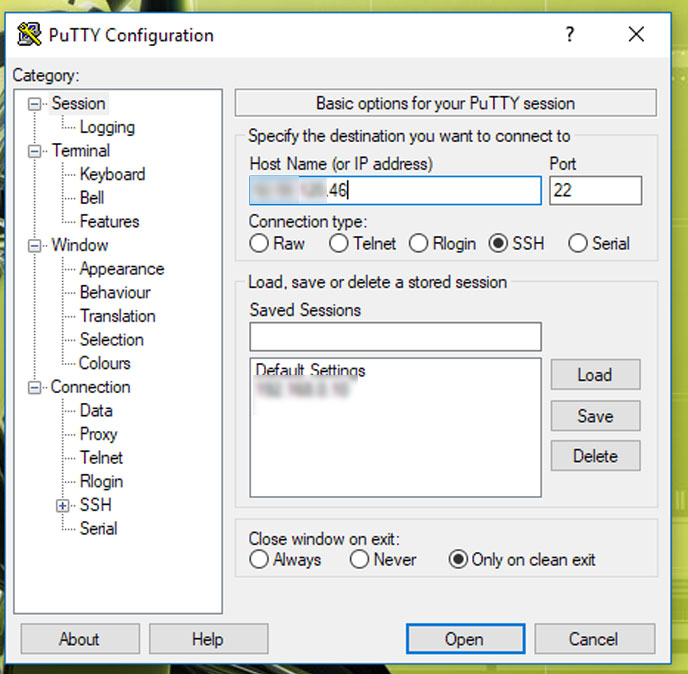 PuTTY Configuration
?
Category:
Session
Logging
Terminal
Keyboard
Bell
Features
Window
Appearance
Behaviour
Translation
Selection
Colours
Connection
Data
Proxy
Telnet
Rlogin
SSH
Serial
Basic options for your PuTTY session
Specify the destination you want to connect to
Host Name (or IP address) Port
.46 22
Connection type:
Raw Telnet Rlogin SSH Serial
Load, save or delete a stored session
Saved Sessions
Default Settings
Load
Save
Delete
Close window on exit:
Always Never Only on clean exit
About Help Open Cancel